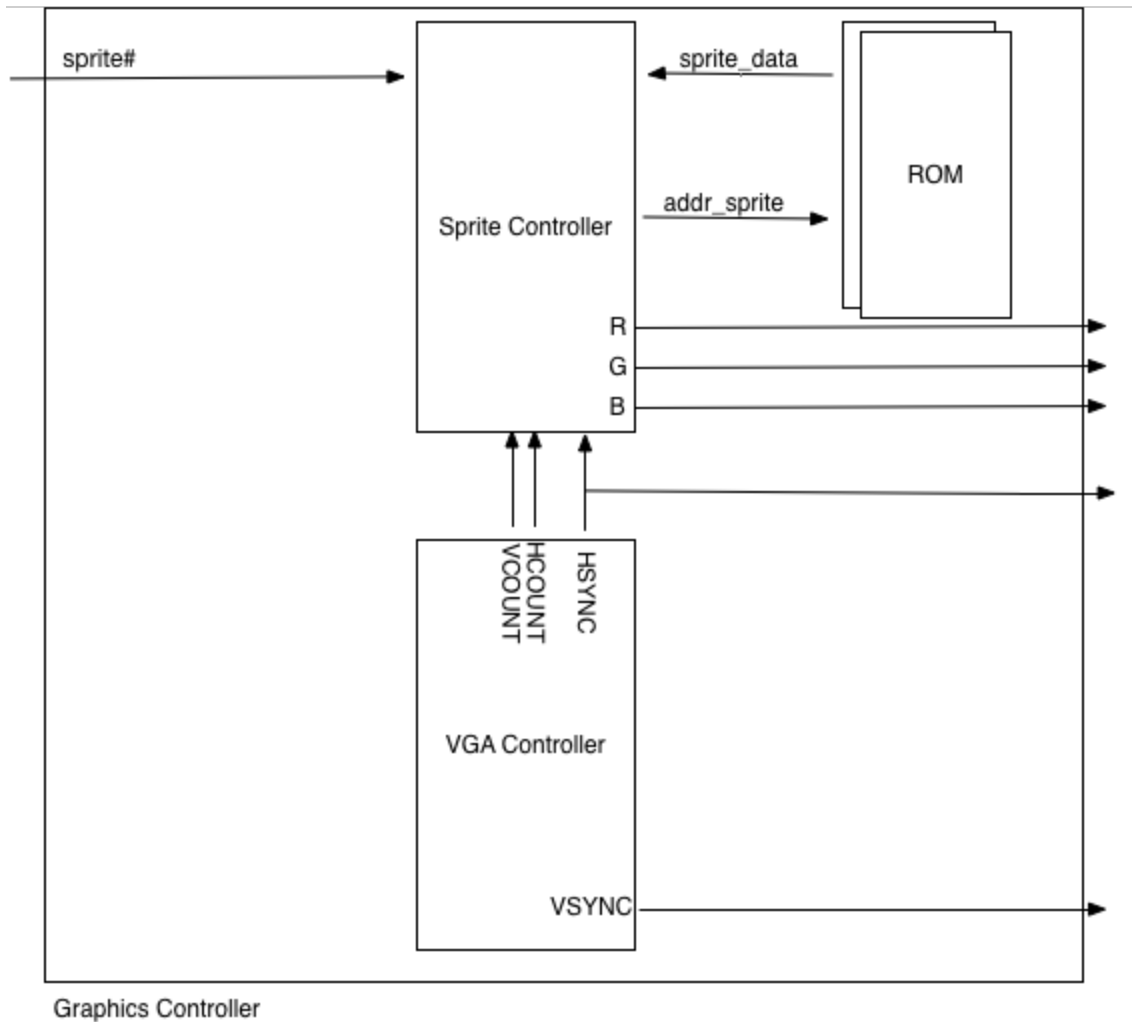 sprite#
sprite_data
ROM
addr_sprite
Sprite Controller
R
G
B
VCOUNT
HCOUNT
HSYNC
VGA Controller
VSYNC
Graphics Controller